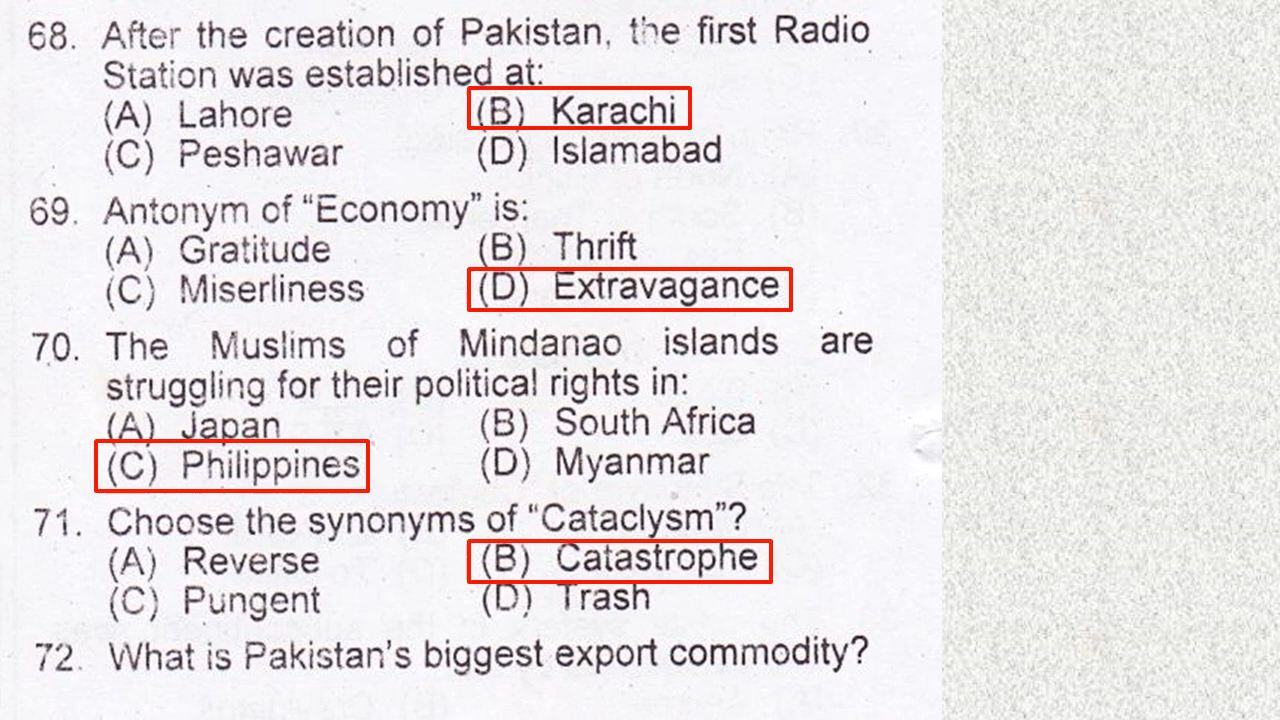 68. After the creation of Pakistan, the first Radio
Station was established at:
(A) Lahore (B) Karachi
(C) Peshawar (D) Islamabad
69. Antonym of “Economy” is:
(A) Gratitude (B) Thrift
(C) Miserliness (D) Extravagance
70. The Muslims of Mindanao islands are
struggling for their political rights in:
(A) Japan (B) South Africa
(C) Philippines (D) Myanmar
71. Choose the synonyms of “Cataclysm”?
(A) Reverse (B) Catastrophe
(C) Pungent (D) Trash
72. What is Pakistan’s biggest export commodity?